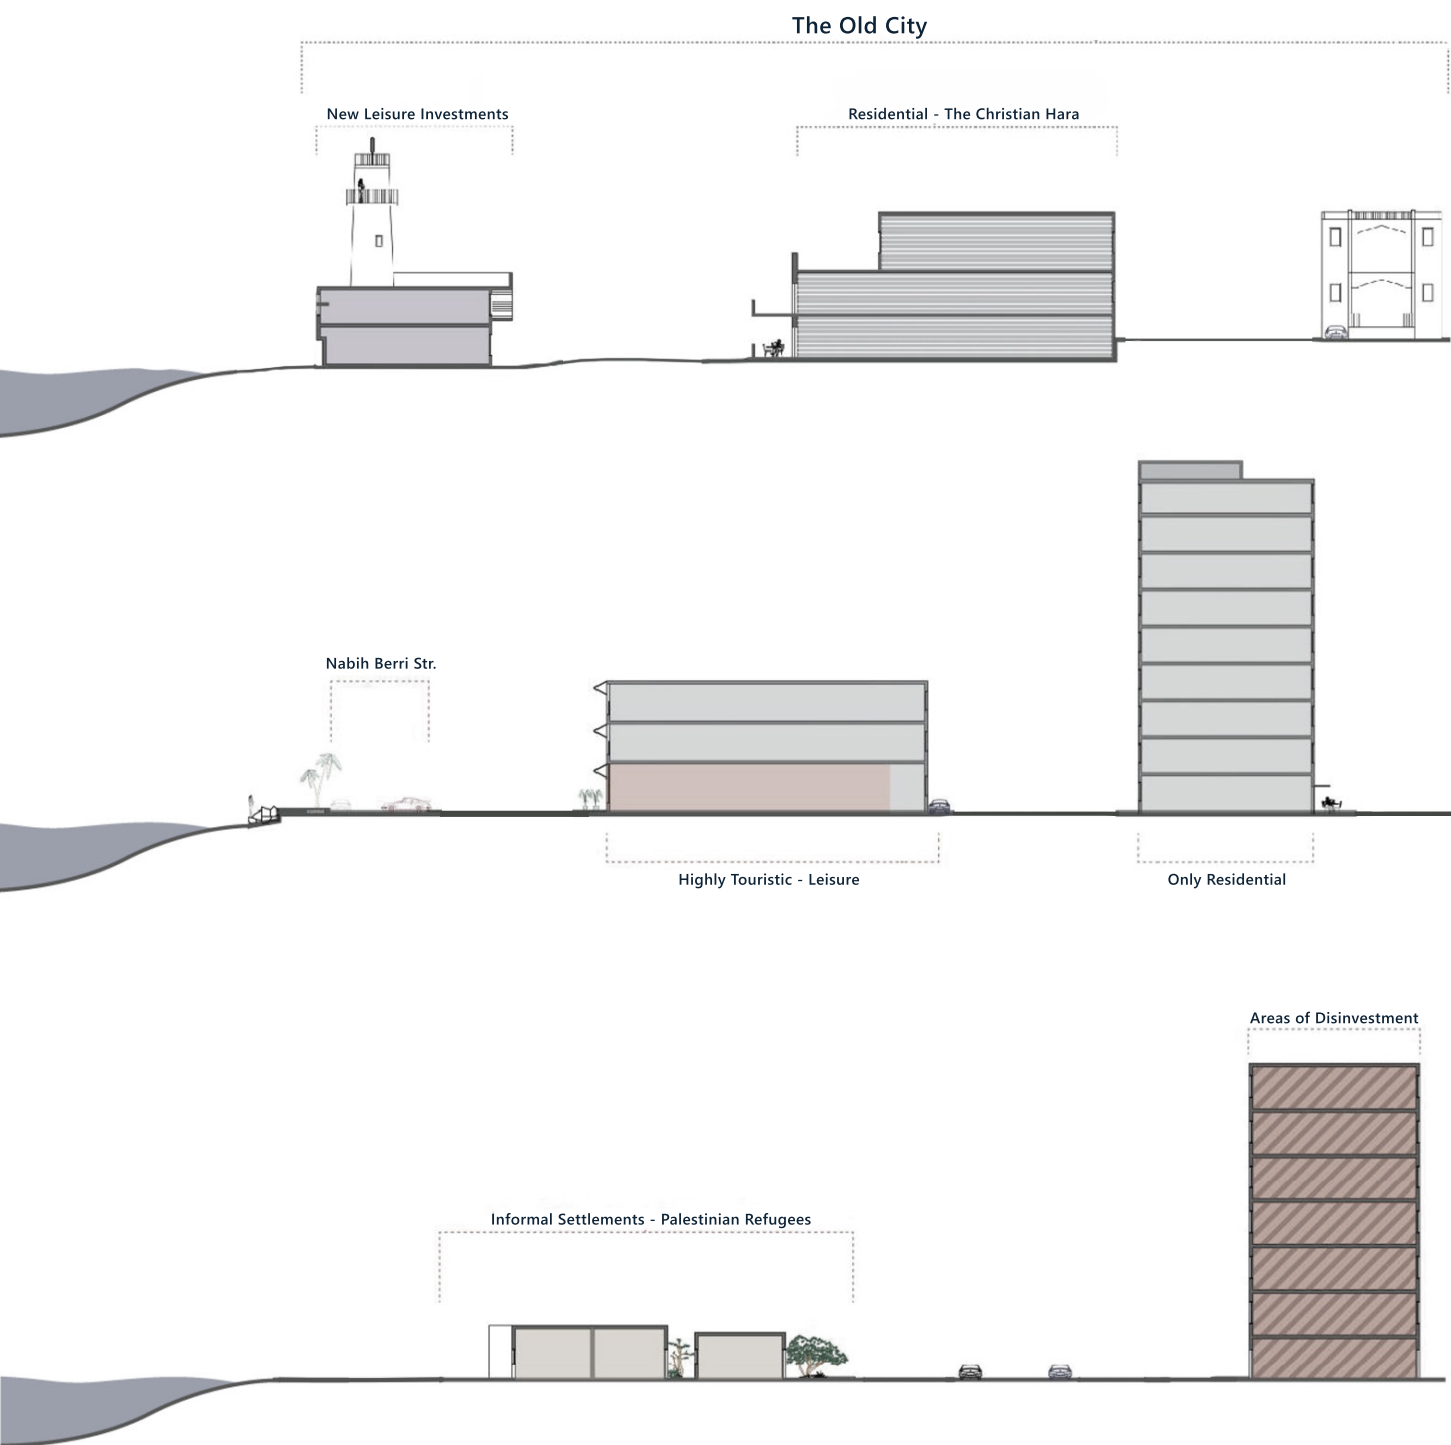 The Old City
New Leisure Investments
Residential - The Christian Hara
Nabih Berri Str.
Highly Touristic - Leisure
Only Residential
Areas of Disinvestment
Informal Settlements - Palestinian Refugees